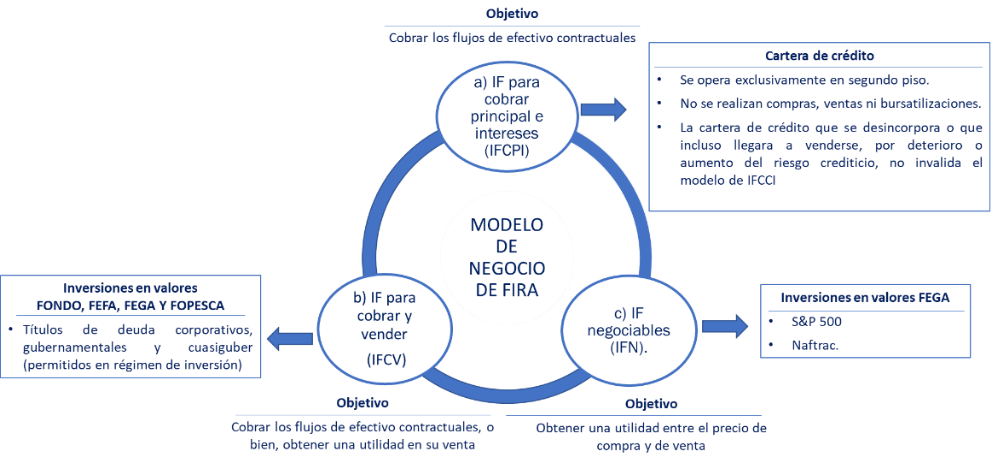 Objetivo
Cobrar los flujos de efectivo contractuales
a) IF para
cobrar
principal e
intereses
(IFCPI)
Cartera de crédito
• Se opera exclusivamente en segundo piso.
• No se realizan compras, ventas ni bursatilizaciones.
• La cartera de crédito que se desincorpora o que
incluso llegara a venderse, por deterioro o
aumento del riesgo crediticio, no invalida el
modelo de IFCCI
MODELO
DE
NEGOCIO
DE FIRA
Inversiones en valores
FONDO, FEFA, FEGA Y FOPESCA
• Títulos de deuda corporativos,
gubernamentales y cuasiguber
(permitidos en régimen de inversión)
b) IF para
cobrar y
vender
(IFCV)
c) IF
negociables
(IFN).
Inversiones en valores FEGA
• S&P 500
• Naftrac.
Objetivo
Cobrar los flujos de efectivo contractuales, o
bien, obtener una utilidad en su venta
Objetivo
Obtener una utilidad entre el precio de
compra y de venta